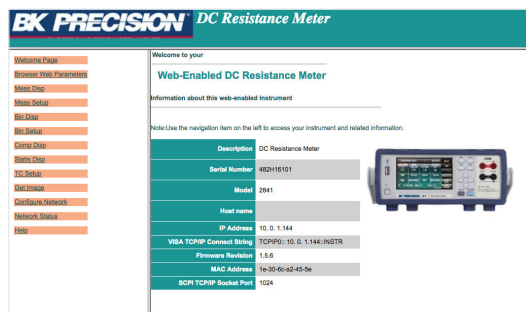 BK PRECISION DC Resistance Meter
Welcome Page
Browser Web Parameters
Meas Disp
Meas Setup
Bin Disp
Bin Setup
Comp Disp
Statis Disp
TC Setup
Get Image
Configure Network
Network Status
Help
Welcome to your
Web-Enabled DC Resistance Meter
Information about this web-enabled Instrument
Note:Use the navigation item on the left to access your instrument and related information.
Description DC Resistance Meter
Serial Number 482H16101
Model 2841
Host name
IP Address 10. 0. 1.144
VISA TCP/IP Connect String TCPIP0:: 10. 0. 1.144::INSTR
Firmware Revision 1.5.6
MAC Address 1e-30-6c-a2-45-5e
SCPI TCP/IP Socket Port 1024